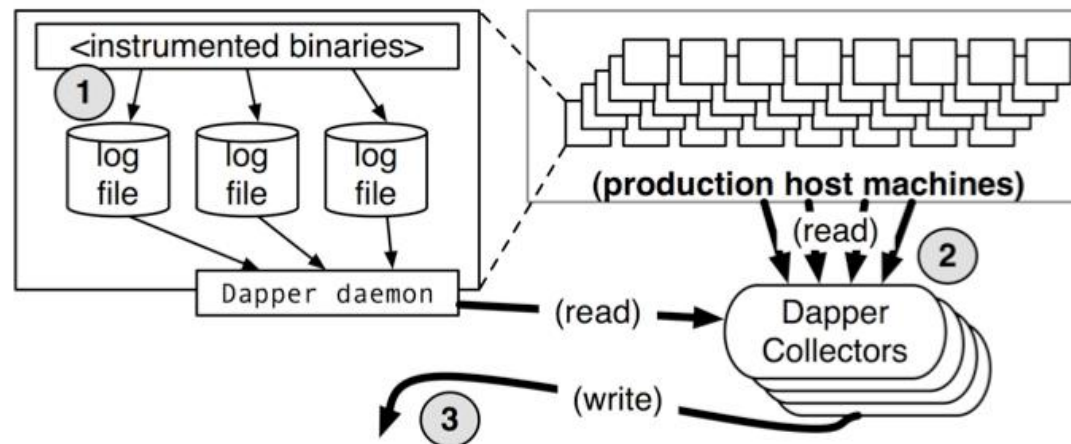 <instrumented binaries>
1
log
file
log
file
log
file
Dapper daemon
(production host machines)
(read)
2
(read)
Dapper
Collectors
(write)
3